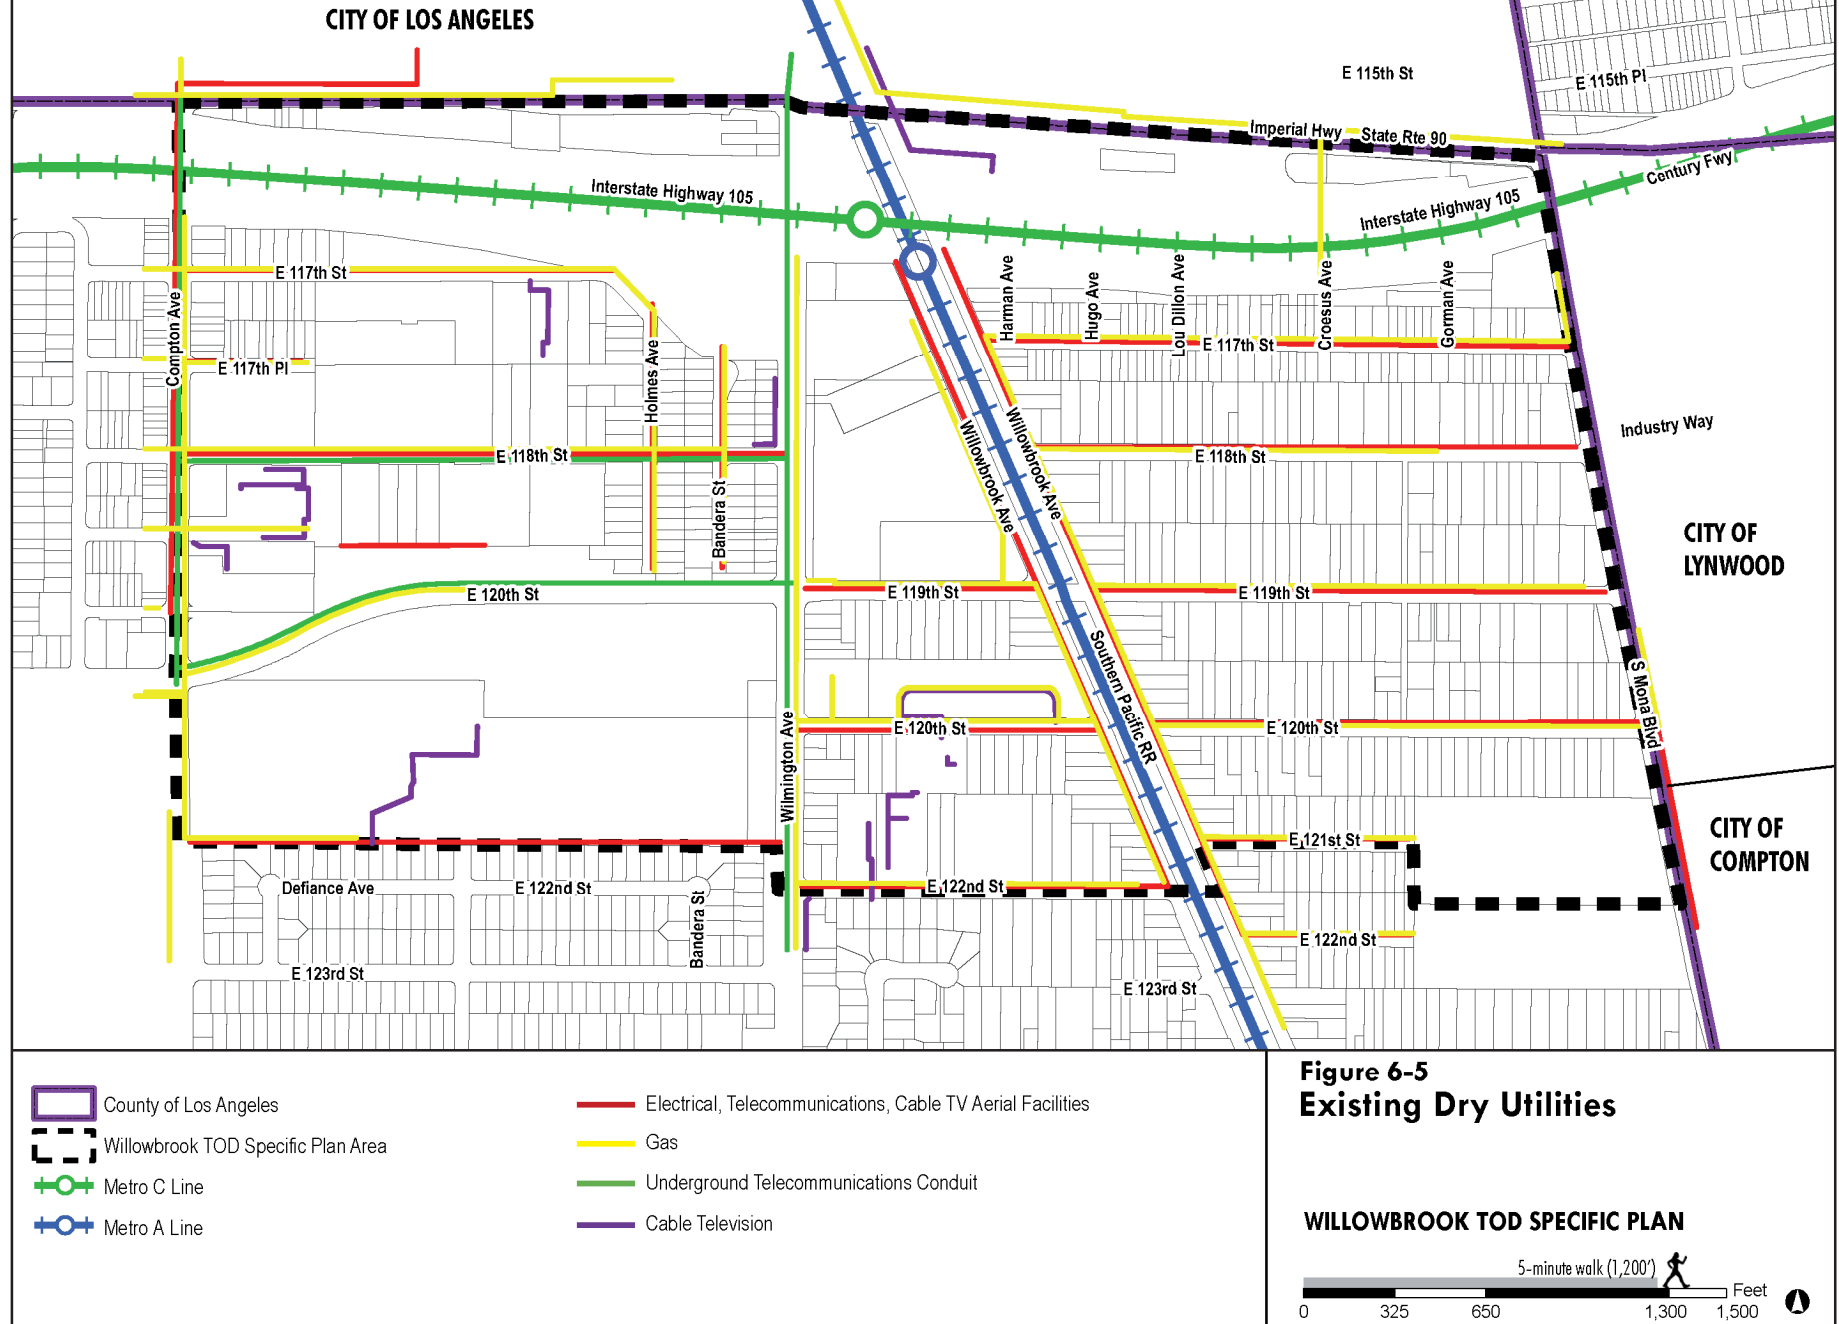 CITY OF LOS ANGELES
E 115th St
E 115th Pl
Imperial Hwy
State Rte 90
Century Fwy
Interstate Highway 105
Interstate Highway 105
E 117th St
Compton Ave
E 117th Pl
Holmes Ave
Harman Ave
Hugo Ave
Lou Dillon Ave
Croesus Ave
Gorman Ave
E 117th St
Industry Way
E 118th St
Bandera St
Willowbrook Ave
Willowbrook Ave
E 118th St
CITY OF
LYNWOOD
E 120th St
E 119th St
E 119th St
Southern Pacific RR
S Mona Blvd
Wilmington Ave
E 120th St
E 120th St
CITY OF
COMPTON
E 121st St
Defiance Ave
E 122nd St
Bandera St
E 122nd St
E 122nd St
E 123rd St
E 123rd St
County of Los Angeles
Willowbrook TOD Specific Plan Area
Metro C Line
Metro A Line
Electrical, Telecommunications, Cable TV Aerial Facilities
Gas
Underground Telecommunications Conduit
Cable Television
Figure 6-5
Existing Dry Utilities
WILLOWBROOK TOD SPECIFIC PLAN
5-minute walk (1,200')
Feet
0 325 650 1,300 1,500